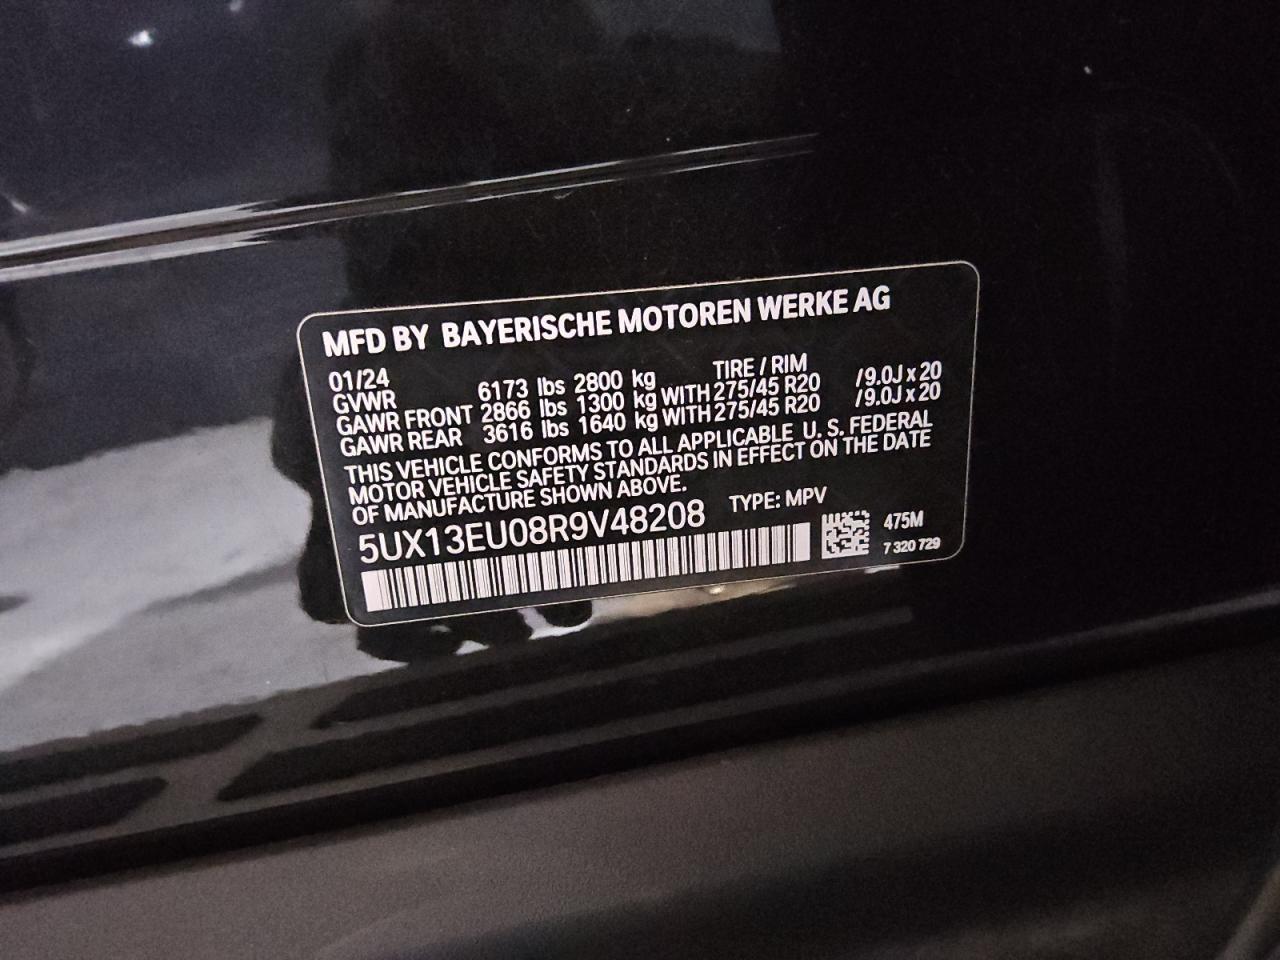 MFD BY BAYERISCHE MOTOREN WERKE AG
01/24 TIRE / RIM
GVWR 6173 lbs 2800 kg
GAWR FRONT 2866 lbs 1300 kg WITH 275/45 R20 /9.0J x 20
GAWR REAR 3616 lbs 1640 kg WITH 275/45 R20 /9.0J x 20
THIS VEHICLE CONFORMS TO ALL APPLICABLE U. S. FEDERAL
MOTOR VEHICLE SAFETY STANDARDS IN EFFECT ON THE DATE
OF MANUFACTURE SHOWN ABOVE.
5UX13EU08R9V48208 TYPE: MPV
475M
7 320 729